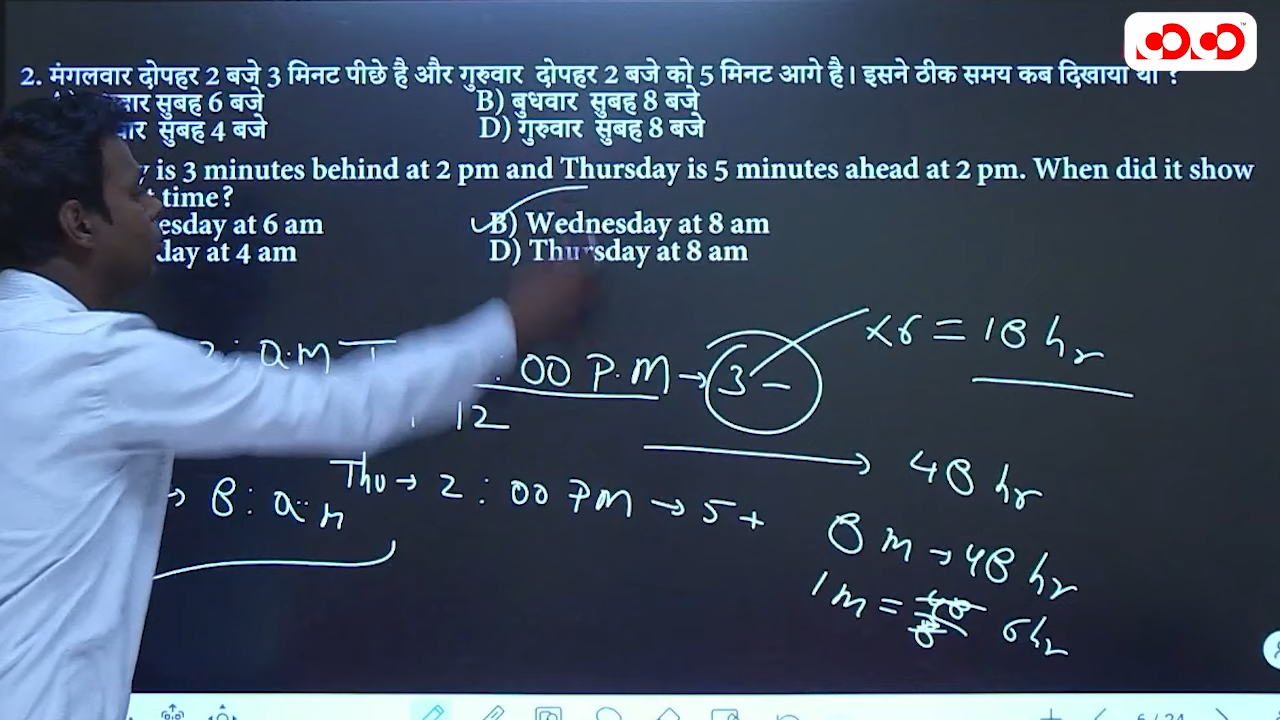 2. मंगलवार दोपहर 2 बजे 3 मिनट पीछे है और गुरुवार दोपहर 2 बजे को 5 मिनट आगे है। इसने ठीक समय कब दिखाया था ?
सुबह 6 बजे
B) बुधवार सुबह 8 बजे
सुबह 4 बजे
D) गुरुवार सुबह 8 बजे
is 3 minutes behind at 2 pm and Thursday is 5 minutes ahead at 2 pm. When did it show
time?
esday at 6 am
B) Wednesday at 8 am
day at 4 am
D) Thursday at 8 am
a.m
: 00 P.M → 3 − ×6 = 18 hr
12
→ 48 hr
→ 8 : a.m
Thu → 2 : 00 PM → 5 +
8 m → 48 hr
1 m = 48/8 6 hr